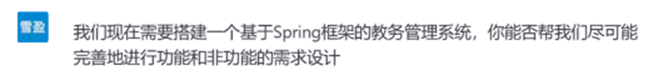 雪盈
我们现在需要搭建一个基于Spring框架的教务管理系统，你能否帮我们尽可能
完善地进行功能和非功能的需求设计